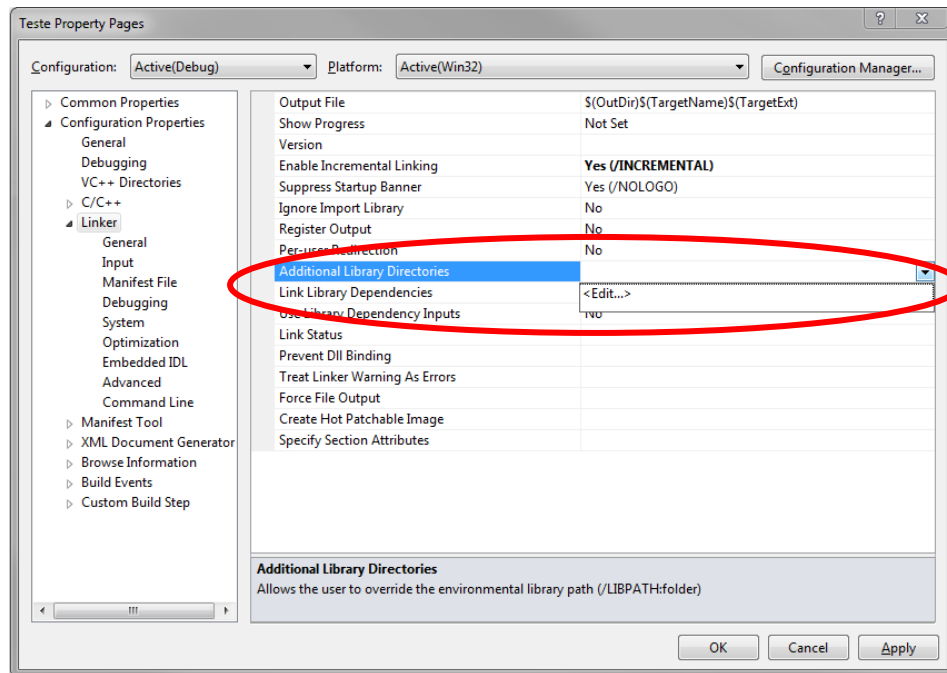 Teste Property Pages
Configuration: Active(Debug) Platform: Active(Win32) Configuration Manager...
Common Properties
Configuration Properties
General
Debugging
VC++ Directories
C/C++
Linker
General
Input
Manifest File
Debugging
System
Optimization
Embedded IDL
Advanced
Command Line
Manifest Tool
XML Document Generator
Browse Information
Build Events
Custom Build Step
Output File $(OutDir)$(TargetName)$(TargetExt)
Show Progress Not Set
Version
Enable Incremental Linking Yes (/INCREMENTAL)
Suppress Startup Banner Yes (/NOLOGO)
Ignore Import Library No
Register Output No
Per-user Redirection No
Additional Library Directories
Link Library Dependencies <Edit...>
Use Library Dependency Inputs No
Link Status
Prevent Dll Binding
Treat Linker Warning As Errors
Force File Output
Create Hot Patchable Image
Specify Section Attributes
Additional Library Directories
Allows the user to override the environmental library path (/LIBPATH:folder)
OK Cancel Apply